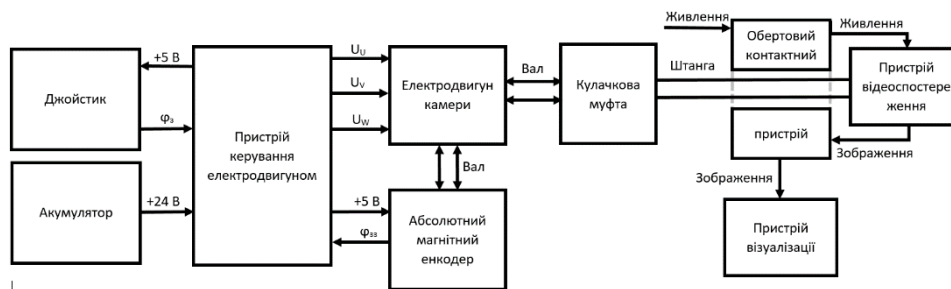 Джойстик
+5 В
φз
Акумулятор
+24 В
Пристрій
керування
електродвигуном
UU
UV
UW
Електродвигун
камери
Вал
+5 В
φзз
Абсолютний
магнітний
енкодер
Вал
Кулачкова
муфта
Штанга
Живлення
Обертовий
контактний
Живлення
Пристрій
відеоспостере
ження
пристрій
Зображення
Зображення
Пристрій
візуалізації